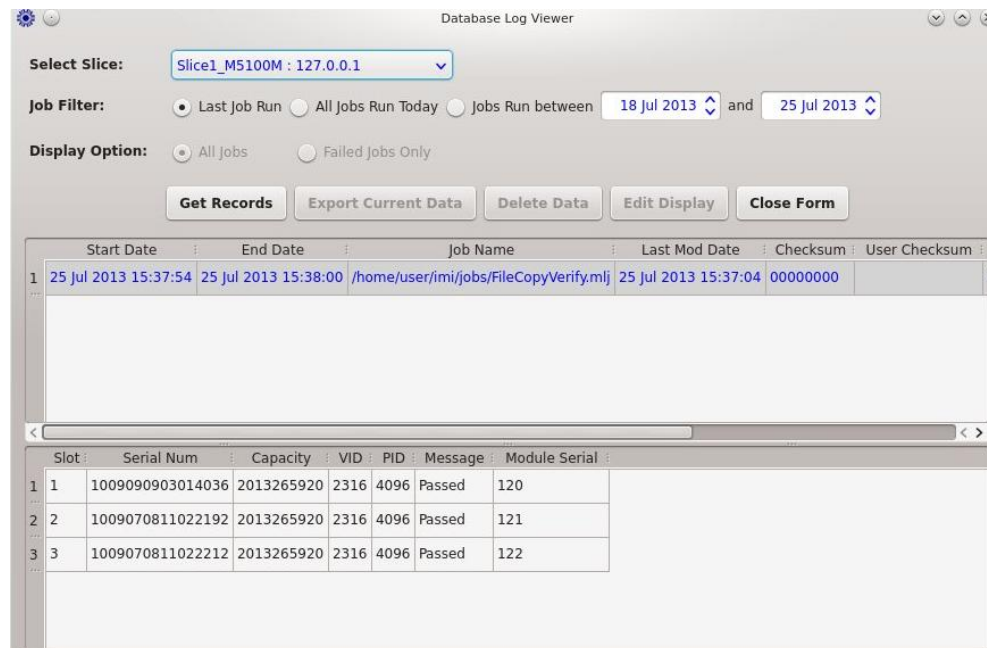 Database Log Viewer
Select Slice: Slice1_M5100M : 127.0.0.1
Job Filter: Last Job Run All Jobs Run Today Jobs Run between 18 Jul 2013 and 25 Jul 2013
Display Option: All Jobs Failed Jobs Only
Get Records Export Current Data Delete Data Edit Display Close Form
Start Date End Date Job Name Last Mod Date Checksum User Checksum
1 25 Jul 2013 15:37:54 25 Jul 2013 15:38:00 /home/user/imi/jobs/FileCopyVerify.mlj 25 Jul 2013 15:37:04 00000000
Slot Serial Num Capacity VID PID Message Module Serial
1 1 1009090903014036 2013265920 2316 4096 Passed 120
2 2 1009070811022192 2013265920 2316 4096 Passed 121
3 3 1009070811022212 2013265920 2316 4096 Passed 122